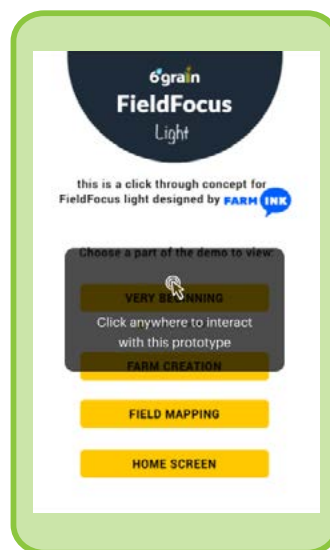 6grain
FieldFocus
Light
this is a click through concept for
FieldFocus light designed by FARM INK
Choose a part of the demo to view:
VERY BEGINNING
Click anywhere to interact
with this prototype
FARM CREATION
FIELD MAPPING
HOME SCREEN